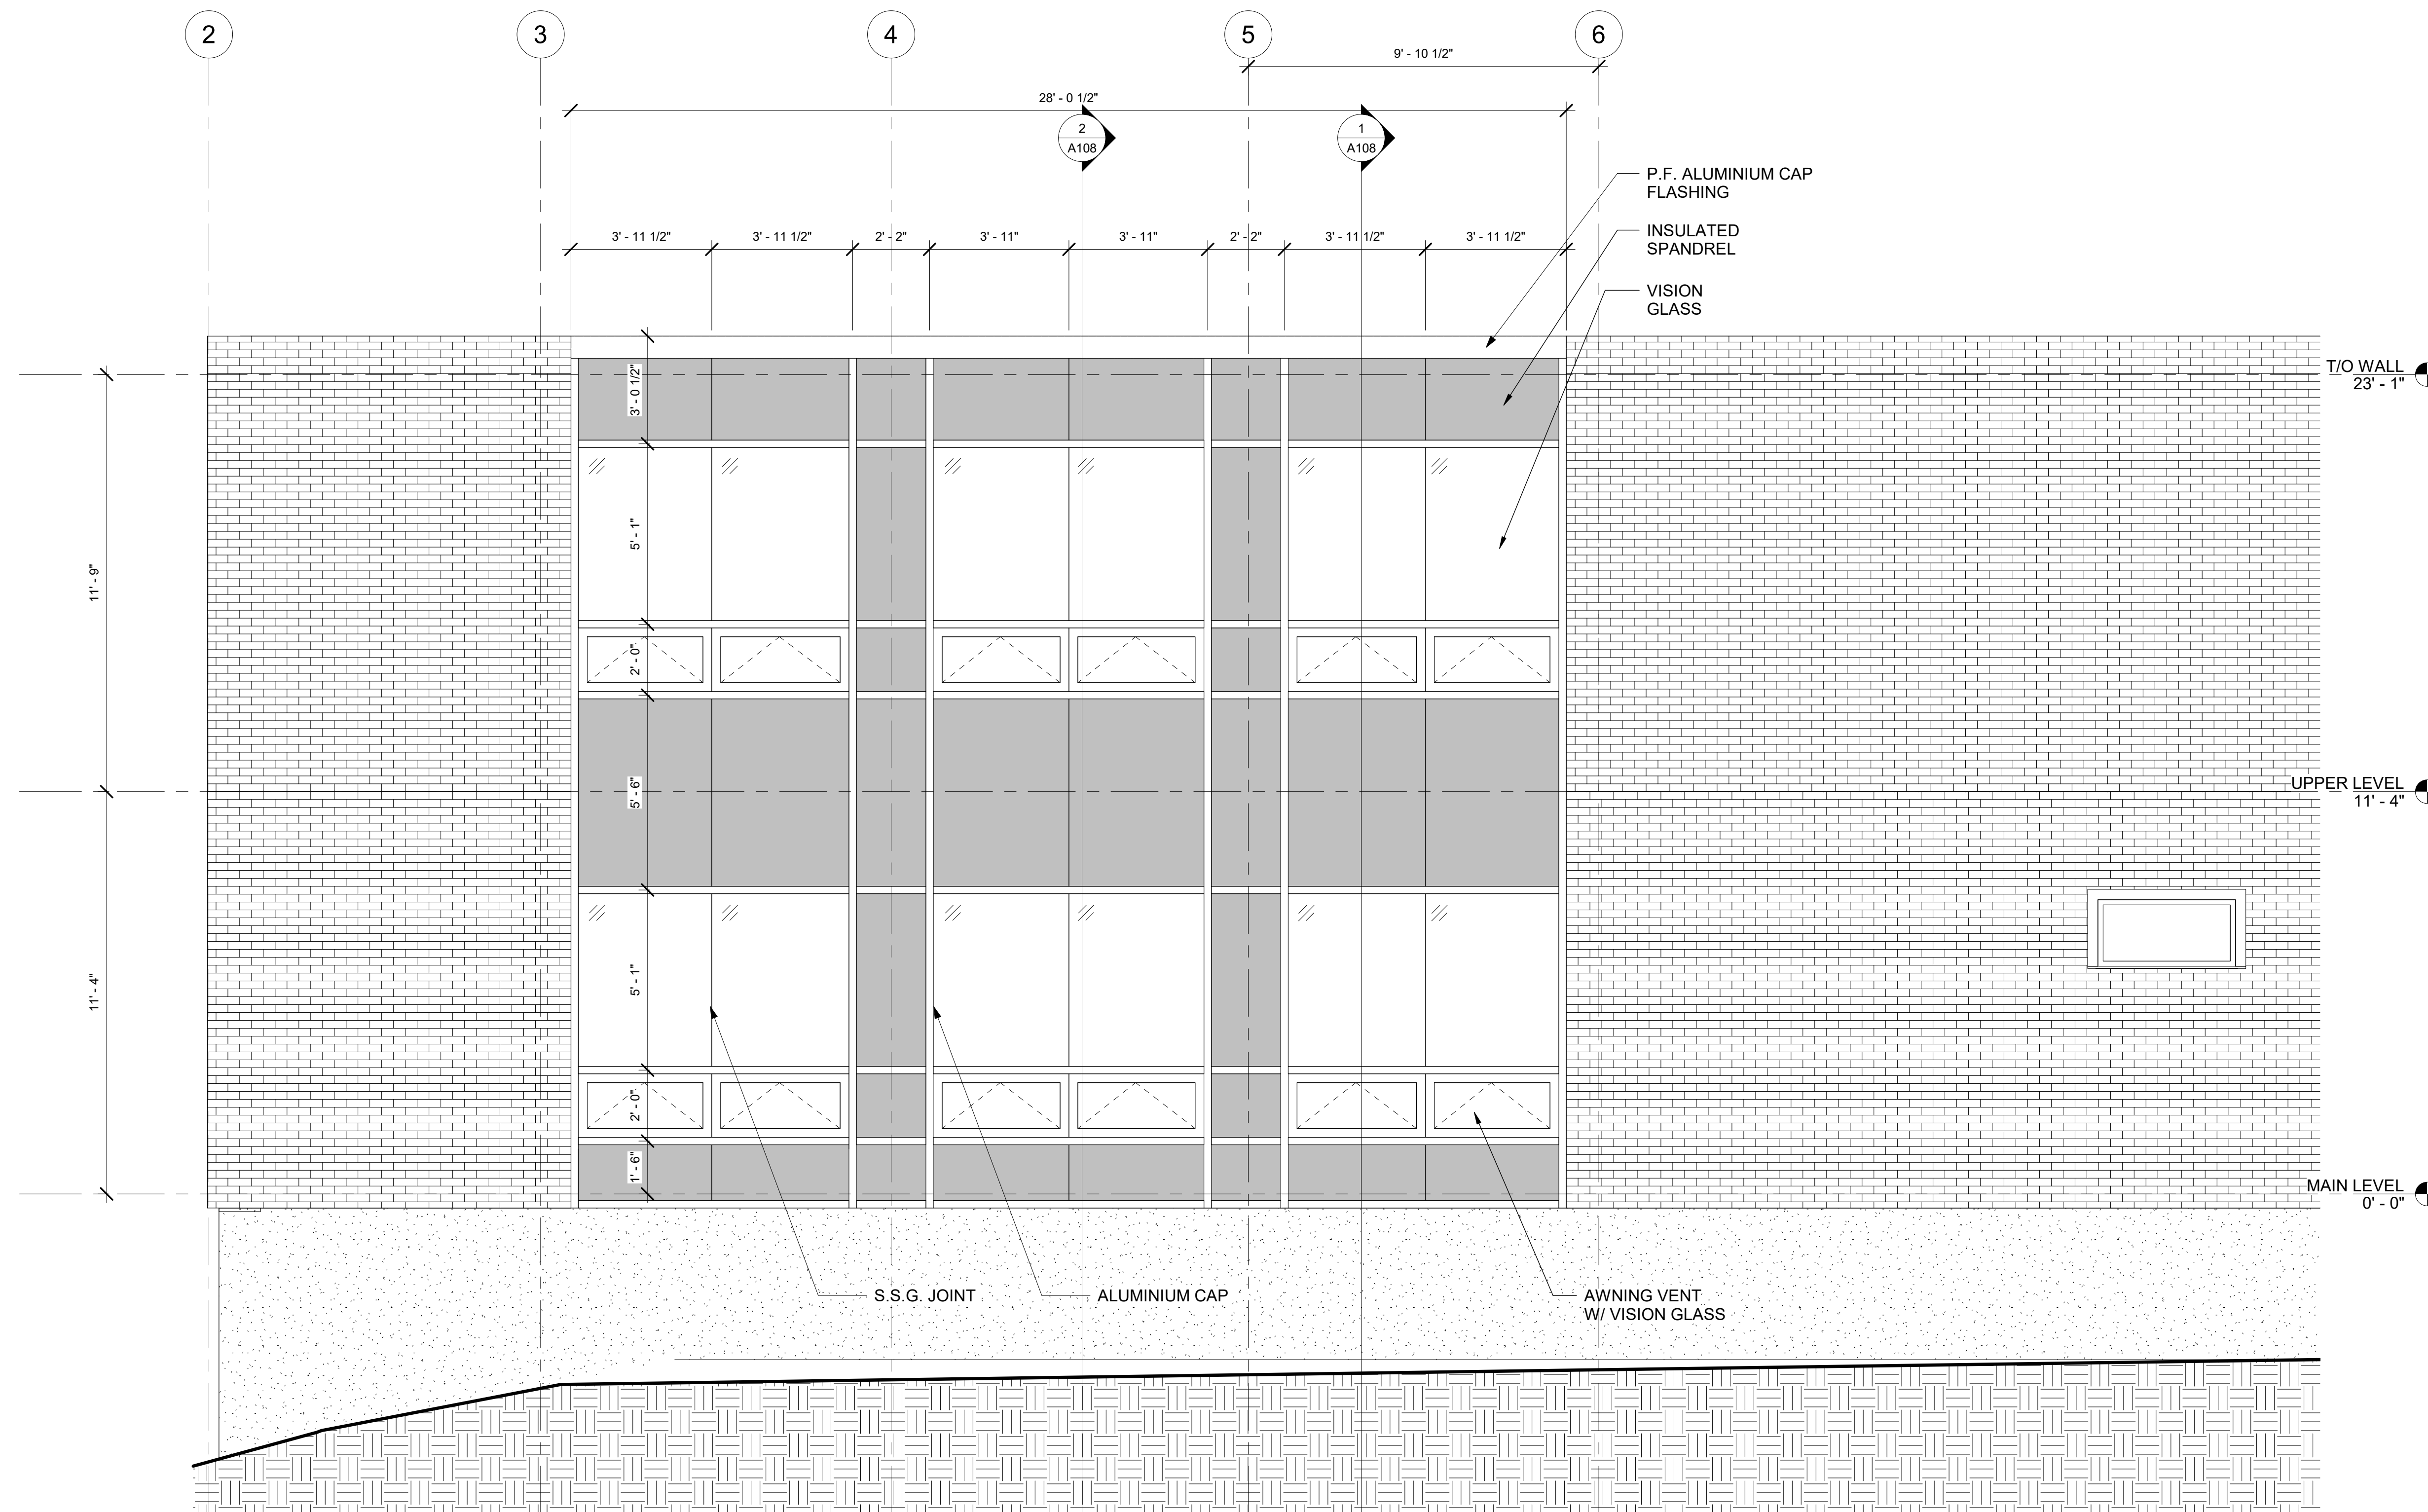 2
3
4
5
6
9' - 10 1/2"
28' - 0 1/2"
2
A108
1
A108
P.F. ALUMINIUM CAP
FLASHING
3' - 11 1/2"
3' - 11 1/2"
2' - 2"
3' - 11"
3' - 11"
2' - 2"
3' - 11 1/2"
3' - 11 1/2"
INSULATED
SPANDREL
VISION
GLASS
T/O WALL
23' - 1"
3' - 0 1/2"
5' - 1"
11' - 9"
2' - 0"
5' - 6"
UPPER LEVEL
11' - 4"
5' - 1"
11' - 4"
2' - 0"
1' - 6"
MAIN LEVEL
0' - 0"
S.S.G. JOINT
ALUMINIUM CAP
AWNING VENT
W/ VISION GLASS